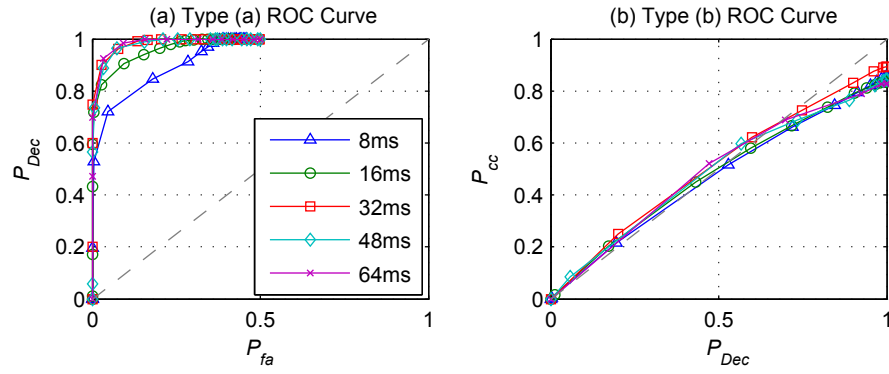 (a) Type (a) ROC Curve
1
0.8
0.6
0.4
0.2
0
P_Dec
0
0.5
1
P_fa
8ms
16ms
32ms
48ms
64ms
(b) Type (b) ROC Curve
1
0.8
0.6
0.4
0.2
0
P_cc
0
0.5
1
P_Dec